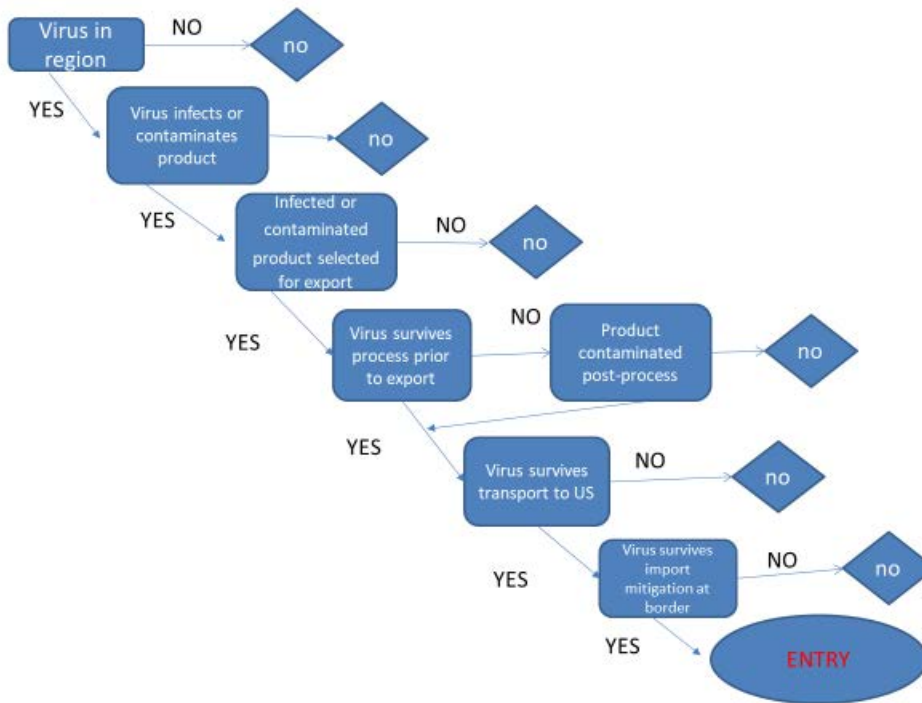 Virus in
region
NO
no
YES
Virus infects or
contaminates
product
no
YES
Infected or
contaminated
product selected
for export
NO
no
YES
Virus survives
process prior
to export
NO
Product
contaminated
post-process
no
YES
Virus survives
transport to US
NO
no
YES
Virus survives
import
mitigation at
border
NO
no
YES
ENTRY